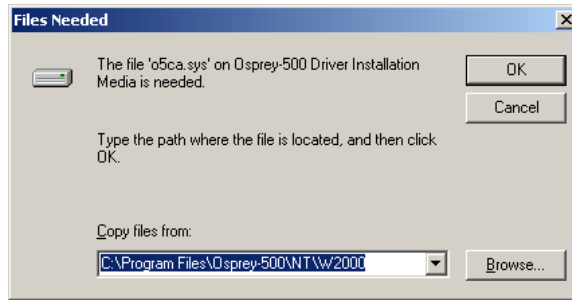 Files Needed
The file 'o5ca.sys' on Osprey-500 Driver Installation
Media is needed.
OK
Cancel
Type the path where the file is located, and then click
OK.
Copy files from:
C:\Program Files\Osprey-500\NT\W2000
Browse...